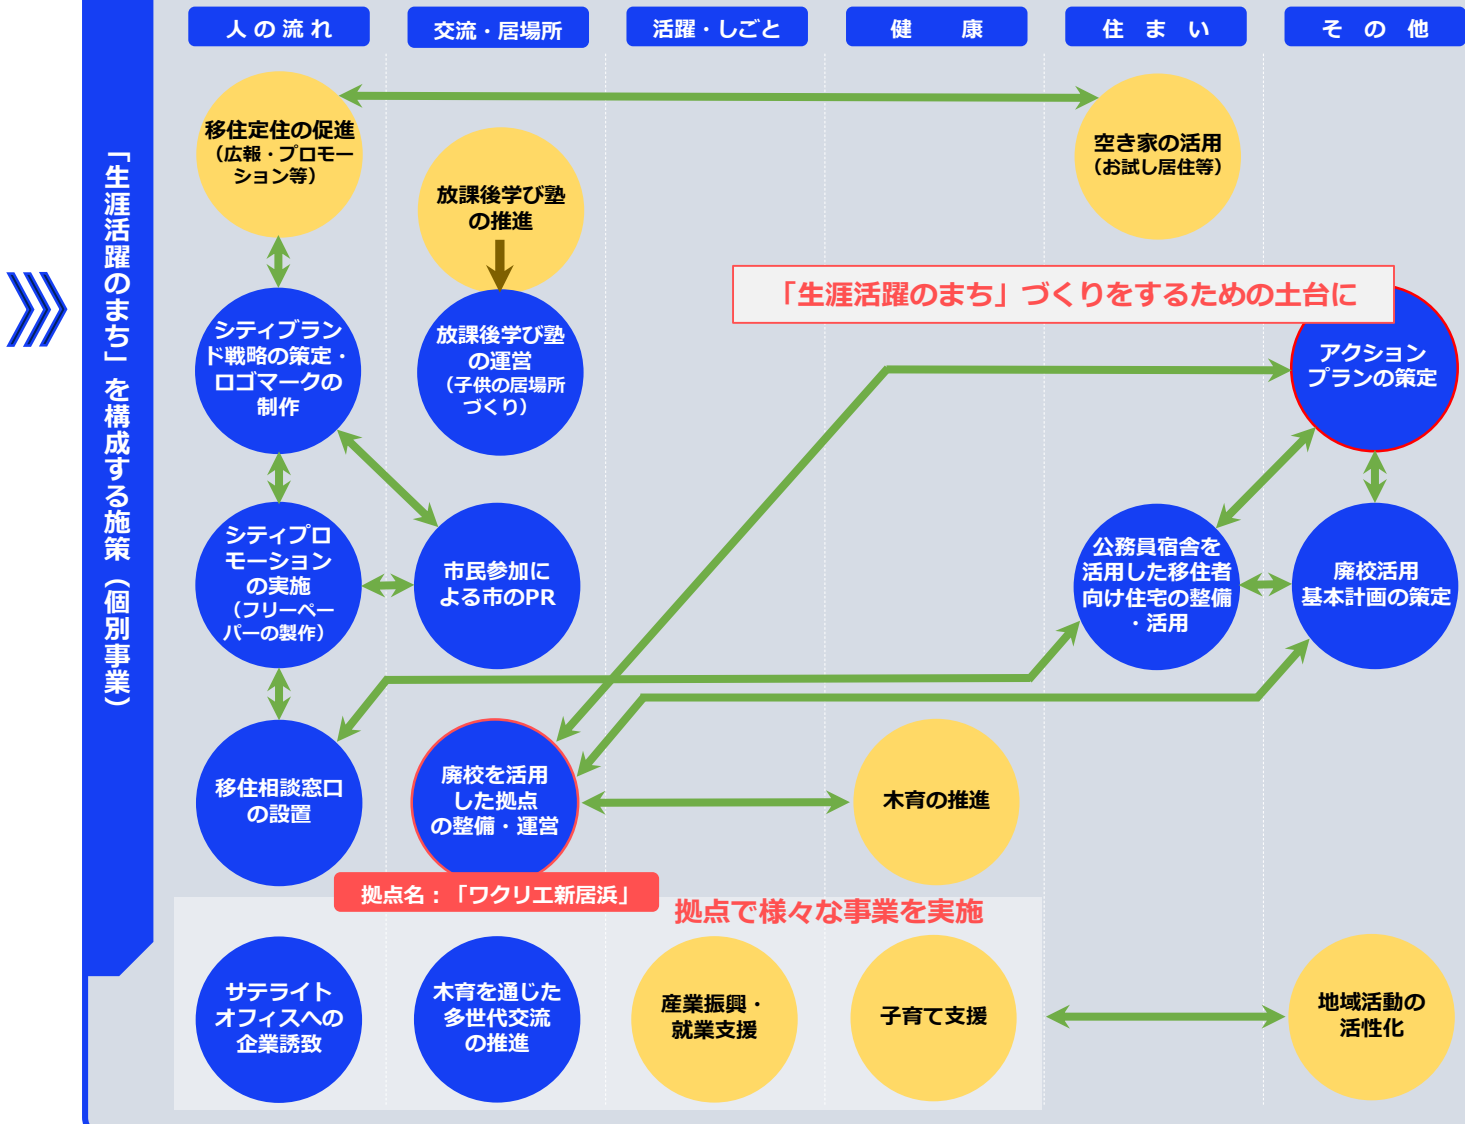 人の流れ
交流・居場所
活躍・しごと
健　康
住まい
その他
「生涯活躍のまち」を構成する施策（個別事業）
移住定住の促進
（広報・プロモー
ション等）
放課後学び塾
の推進
空き家の活用
（お試し居住等）
「生涯活躍のまち」づくりをするための土台に
シティブラン
ド戦略の策定・
ロゴマークの
制作
放課後学び塾
の運営
（子供の居場所
づくり）
アクション
プランの策定
シティプロ
モーション
の実施
（フリーペー
パーの製作）
市民参加に
よる市のPR
公務員宿舎を
活用した移住者
向け住宅の整備
・活用
廃校活用
基本計画の策定
移住相談窓口
の設置
廃校を活用
した拠点
の整備・運営
木育の推進
拠点名：「ワクリエ新居浜」
拠点で様々な事業を実施
サテライト
オフィスへの
企業誘致
木育を通じた
多世代交流
の推進
産業振興・
就業支援
子育て支援
地域活動の
活性化